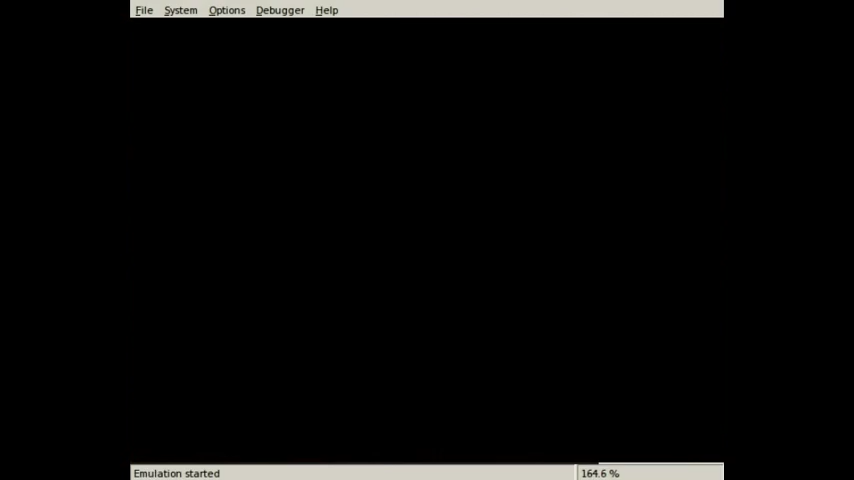 File System Options Debugger Help
Emulation started 164.6 %